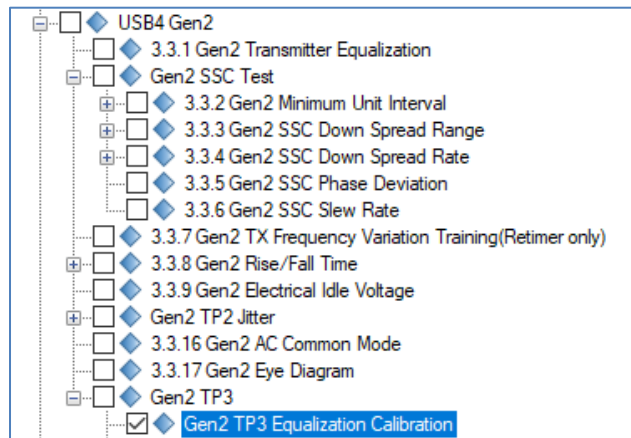 USB4 Gen2
3.3.1 Gen2 Transmitter Equalization
Gen2 SSC Test
3.3.2 Gen2 Minimum Unit Interval
3.3.3 Gen2 SSC Down Spread Range
3.3.4 Gen2 SSC Down Spread Rate
3.3.5 Gen2 SSC Phase Deviation
3.3.6 Gen2 SSC Slew Rate
3.3.7 Gen2 TX Frequency Variation Training(Retimer only)
3.3.8 Gen2 Rise/Fall Time
3.3.9 Gen2 Electrical Idle Voltage
Gen2 TP2 Jitter
3.3.16 Gen2 AC Common Mode
3.3.17 Gen2 Eye Diagram
Gen2 TP3
Gen2 TP3 Equalization Calibration